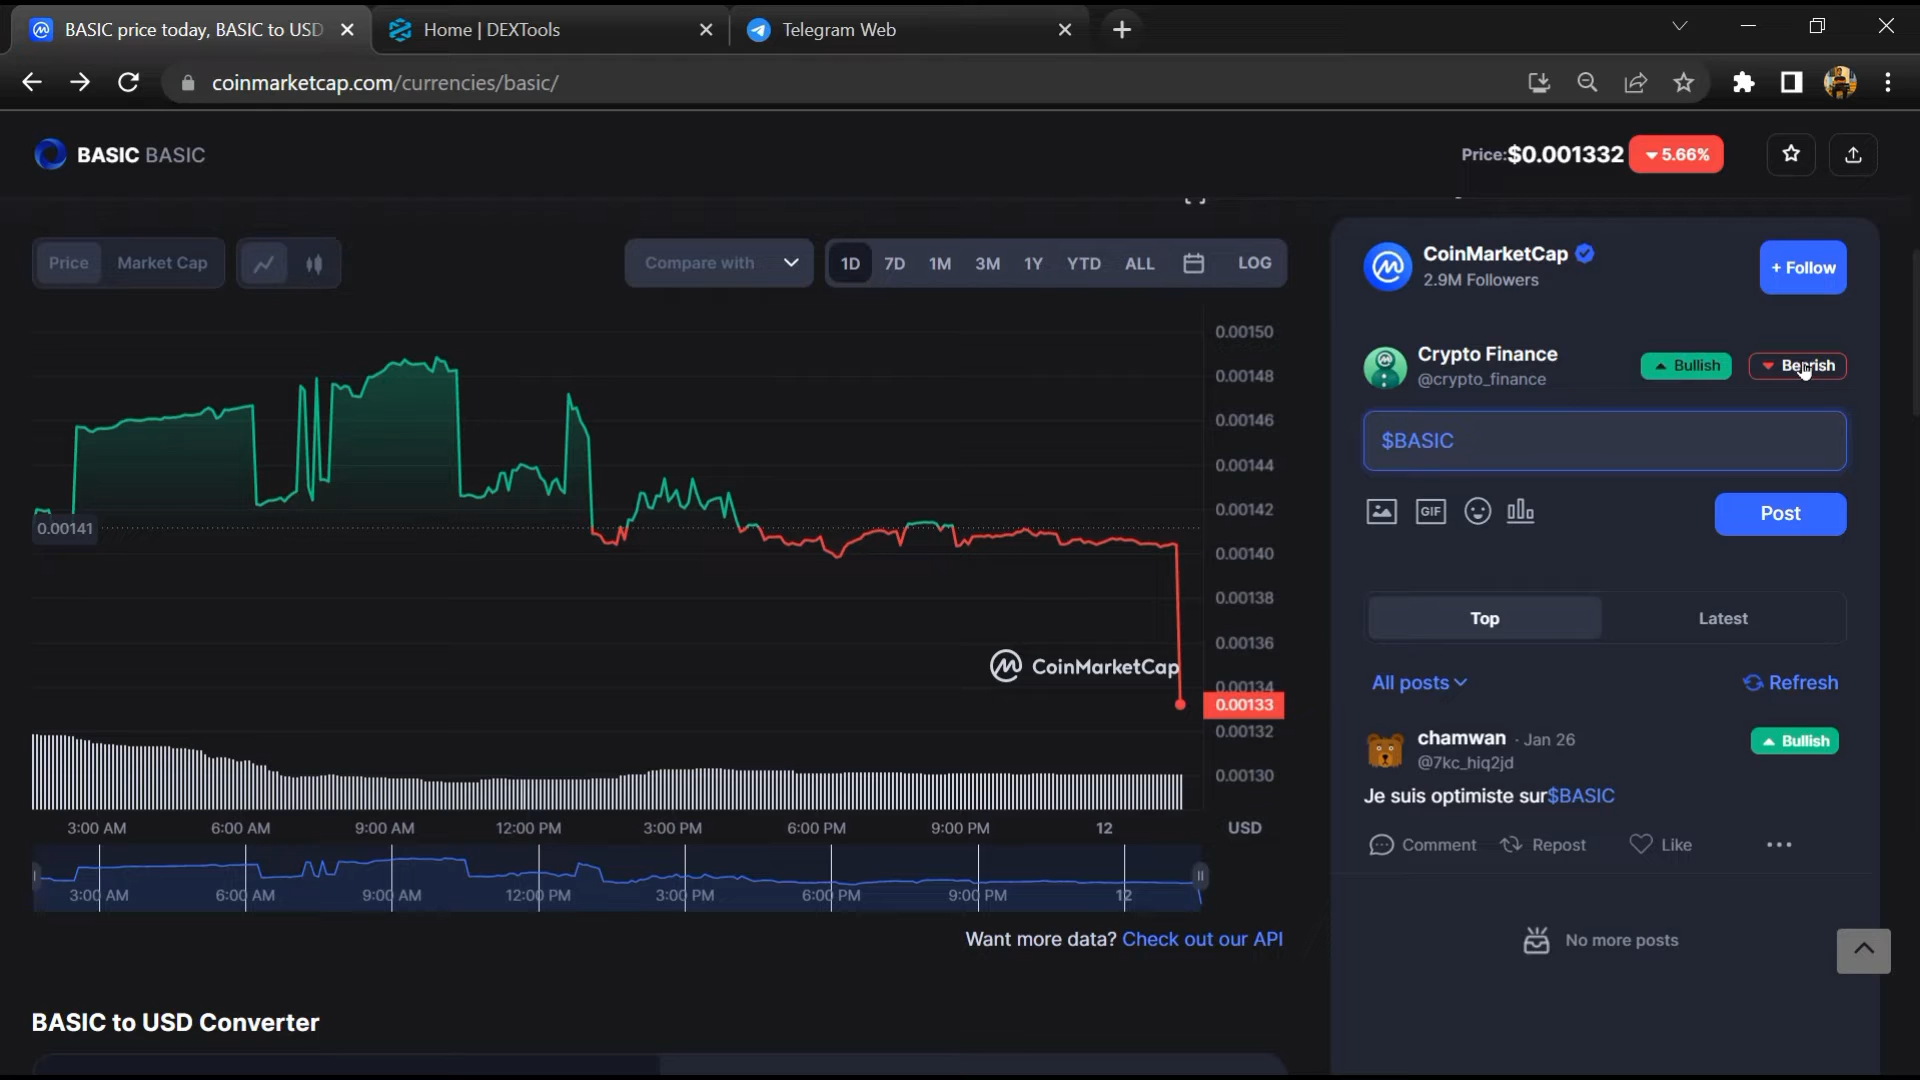 BASIC price today, BASIC to USD
Home | DEXTools
Telegram Web
coinmarketcap.com/currencies/basic/
BASIC BASIC
Price:$0.001332
5.66%
Price
Market Cap
Compare with
1D
7D
1M
3M
1Y
YTD
ALL
LOG
0.00150
0.00148
0.00146
0.00144
0.00142
0.00140
0.00138
0.00136
0.00134
0.00133
0.00132
0.00130
0.00141
CoinMarketCap
3:00 AM
6:00 AM
9:00 AM
12:00 PM
3:00 PM
6:00 PM
9:00 PM
12
USD
3:00 AM
6:00 AM
9:00 AM
12:00 PM
3:00 PM
6:00 PM
9:00 PM
12
Want more data? Check out our API
BASIC to USD Converter
CoinMarketCap
2.9M Followers
+ Follow
Crypto Finance
@crypto_finance
Bullish
Bearish
$BASIC
GIF
Post
Top
Latest
All posts
Refresh
chamwan · Jan 26
@7kc_hiq2jd
Bullish
Je suis optimiste sur$BASIC
Comment
Repost
Like
No more posts